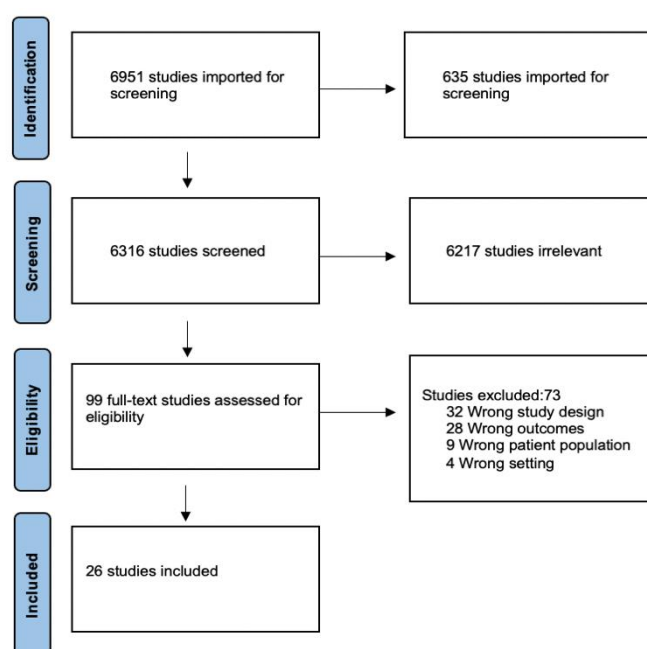 Identification
6951 studies imported for
screening
635 studies imported for
screening
Screening
6316 studies screened
6217 studies irrelevant
Eligibility
99 full-text studies assessed for
eligibility
Studies excluded:73
32 Wrong study design
28 Wrong outcomes
9 Wrong patient population
4 Wrong setting
Included
26 studies included